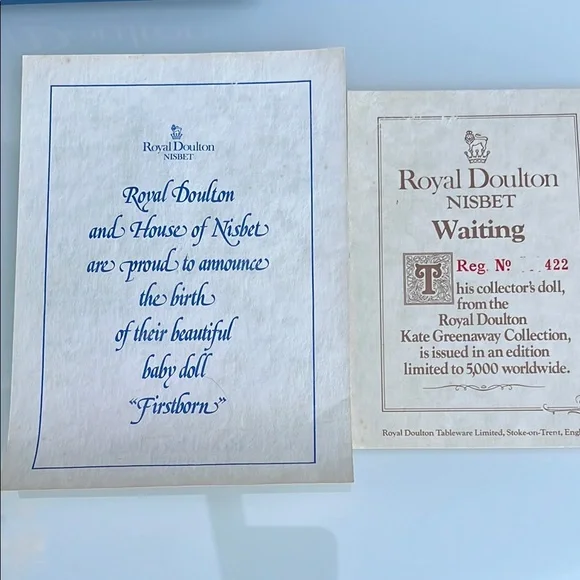 Royal Doulton
NISBET
Royal Doulton
and House of Nisbet
are proud to announce
the birth
of their beautiful
baby doll
"Firstborn"
Royal Doulton
NISBET
Waiting
Reg. Nº 422
This collector's doll,
from the
Royal Doulton
Kate Greenaway Collection,
is issued in an edition
limited to 5,000 worldwide.
Royal Doulton Tableware Limited, Stoke-on-Trent, Engl